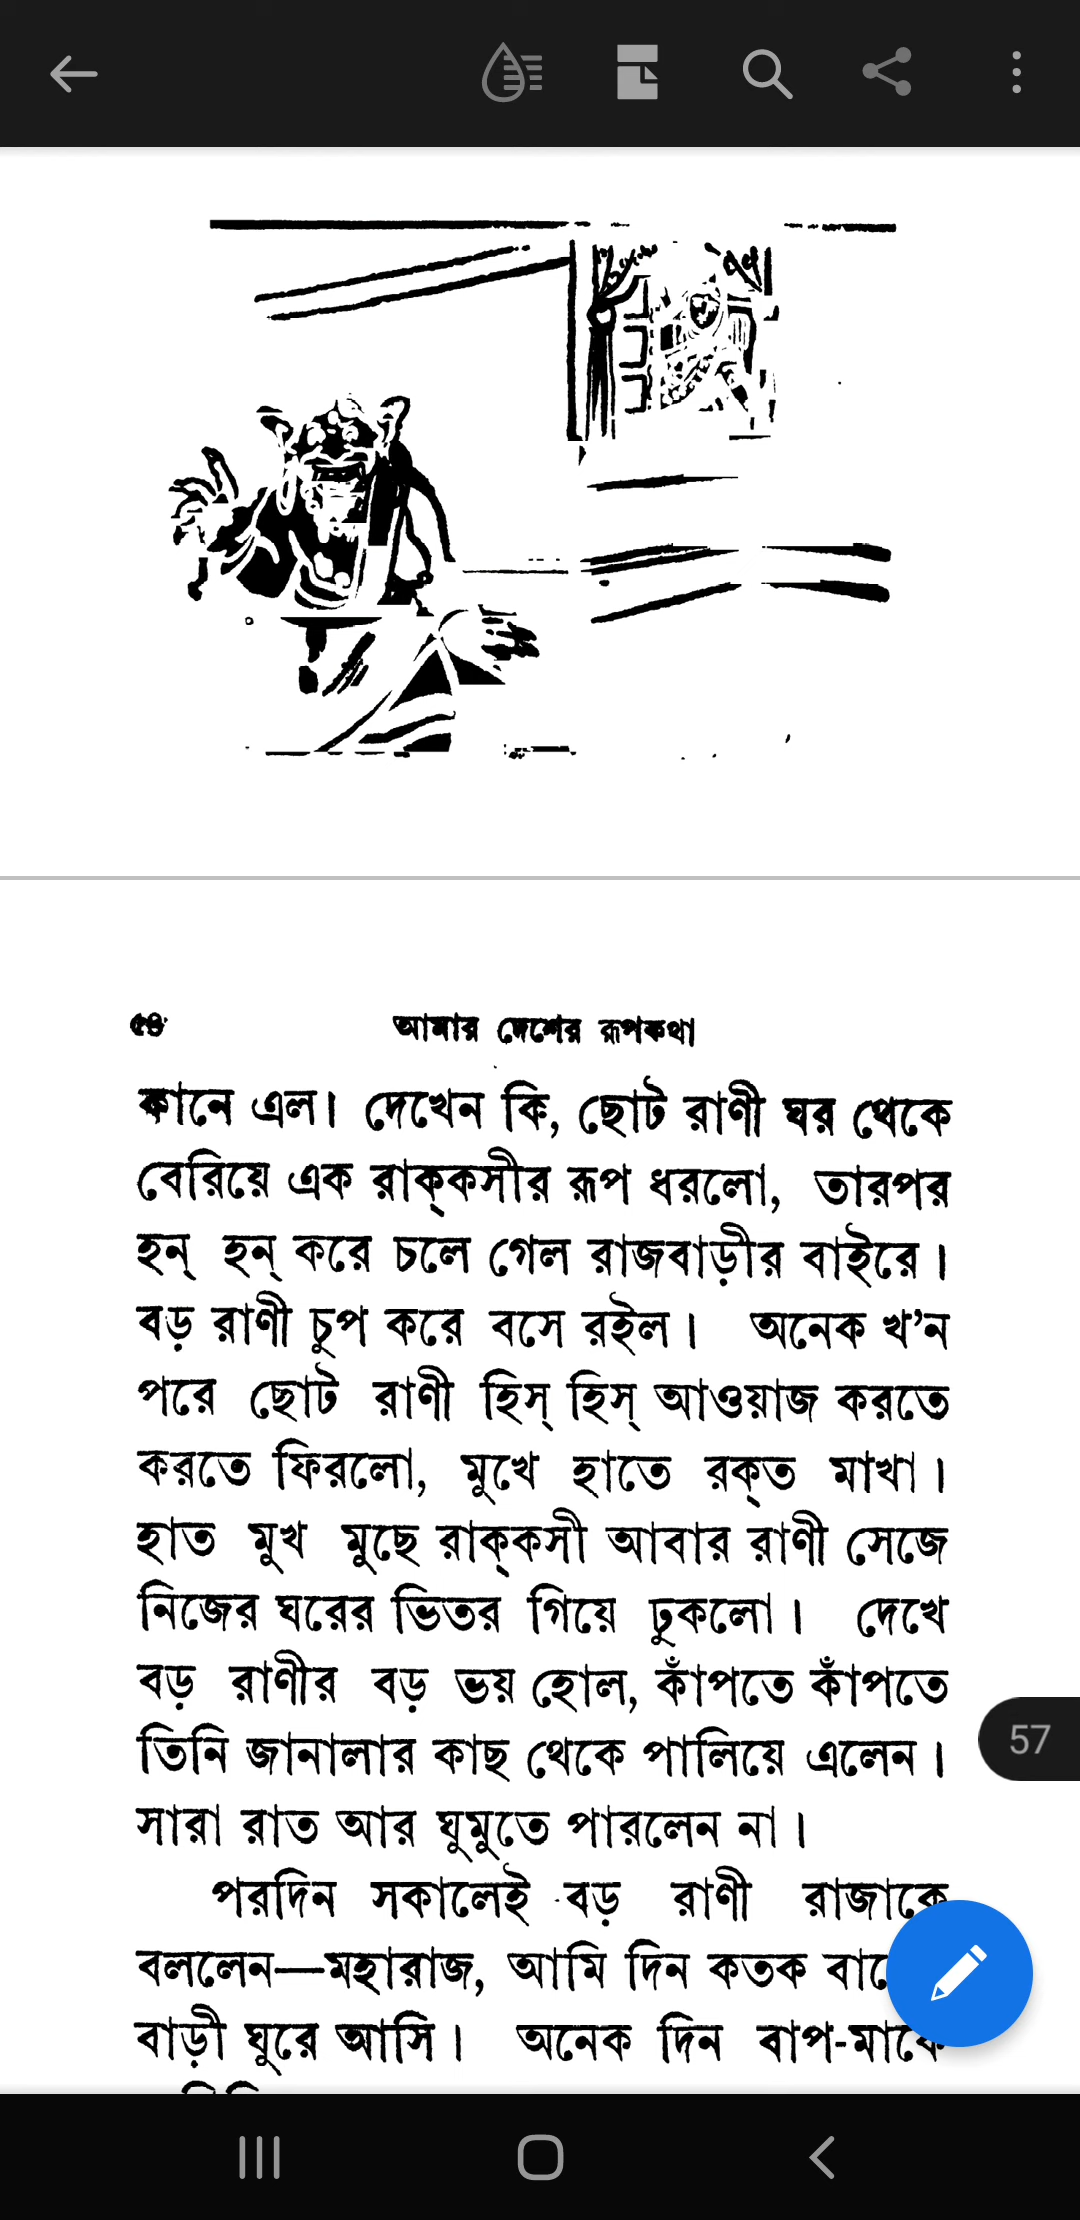 আমার দেশের রূপকথা
কানে এল। দেখেন কি, ছোট রাণী ঘর থেকে
বেরিয়ে এক রাক্‌কসীর রূপ ধরলো, তারপর
হন্ হন্ করে চলে গেল রাজবাড়ীর বাইরে।
বড় রাণী চুপ করে বসে রইল। অনেক খ’ন
পরে ছোট রাণী হিস্ হিস্ আওয়াজ করতে
করতে ফিরলো, মুখে হাতে রক্‌ত মাখা।
হাত মুখ মুছে রাক্‌কসী আবার রাণী সেজে
নিজের ঘরের ভিতর গিয়ে ঢুকলো। দেখে
বড় রাণীর বড় ভয় হোল, কাঁপতে কাঁপতে
তিনি জানালার কাছ থেকে পালিয়ে এলেন।
57
সারা রাত আর ঘুমুতে পারলেন না।
পরদিন সকালেই বড় রাণী রাজাকে
বললেন—মহারাজ, আমি দিন কতক
বাড়ী ঘুরে আসি। অনেক দিন বাপ-মাকে